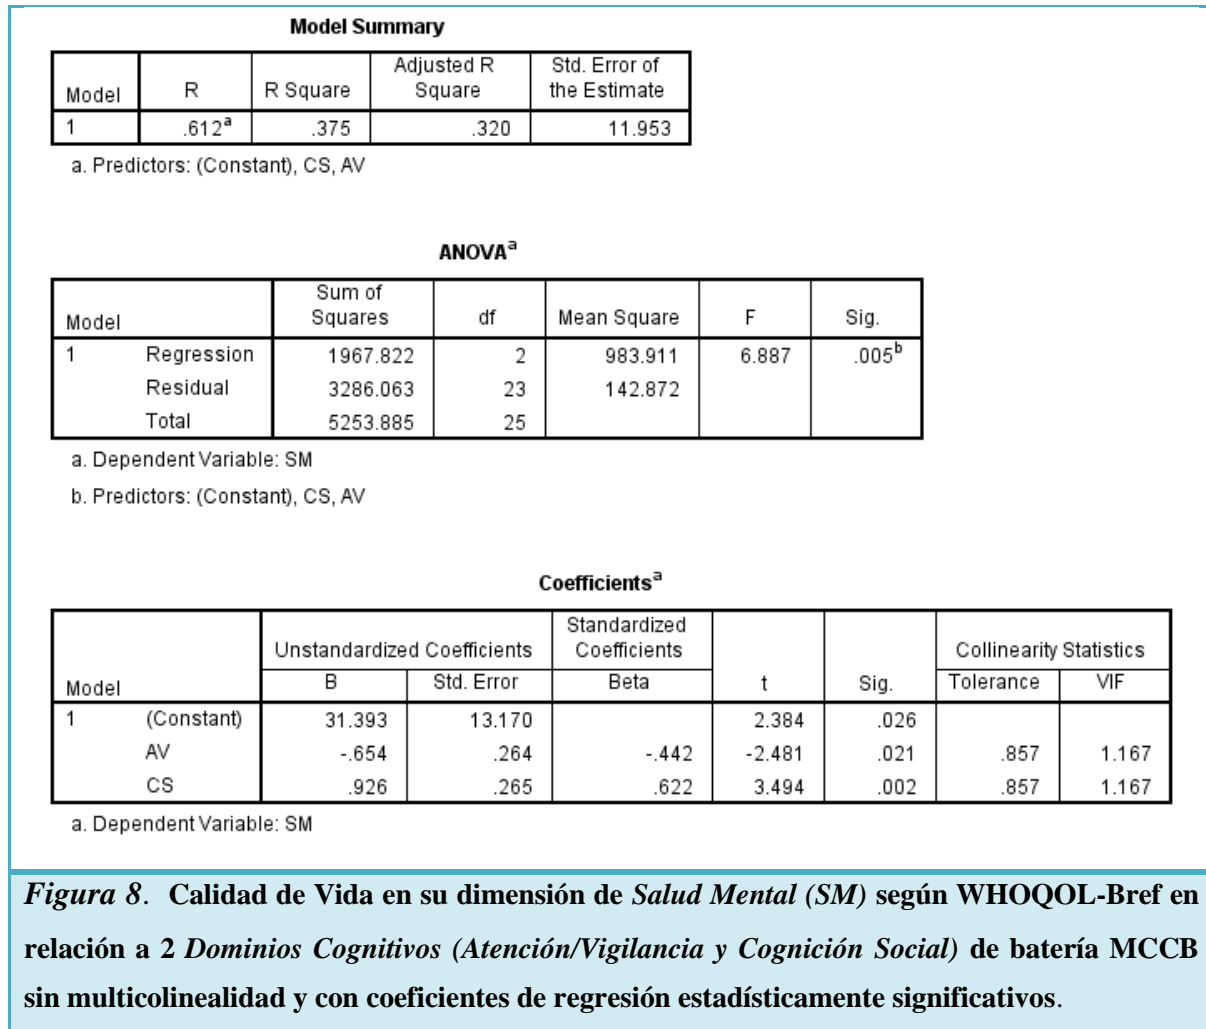 Model Summary
Model R R Square Adjusted R Square Std. Error of the Estimate
1 .612a .375 .320 11.953
a. Predictors: (Constant), CS, AV
ANOVAa
Model Sum of Squares df Mean Square F Sig.
1 Regression 1967.822 2 983.911 6.887 .005b
Residual 3286.063 23 142.872
Total 5253.885 25
a. Dependent Variable: SM
b. Predictors: (Constant), CS, AV
Coefficientsa
Model Unstandardized Coefficients Standardized Coefficients t Sig. Collinearity Statistics
B Std. Error Beta Tolerance VIF
1 (Constant) 31.393 13.170 2.384 .026
AV -.654 .264 -.442 -2.481 .021 .857 1.167
CS .926 .265 .622 3.494 .002 .857 1.167
a. Dependent Variable: SM
Figura 8. Calidad de Vida en su dimensión de Salud Mental (SM) según WHOQOL-Bref en
relación a 2 Dominios Cognitivos (Atención/Vigilancia y Cognición Social) de batería MCCB
sin multicolinealidad y con coeficientes de regresión estadísticamente significativos.